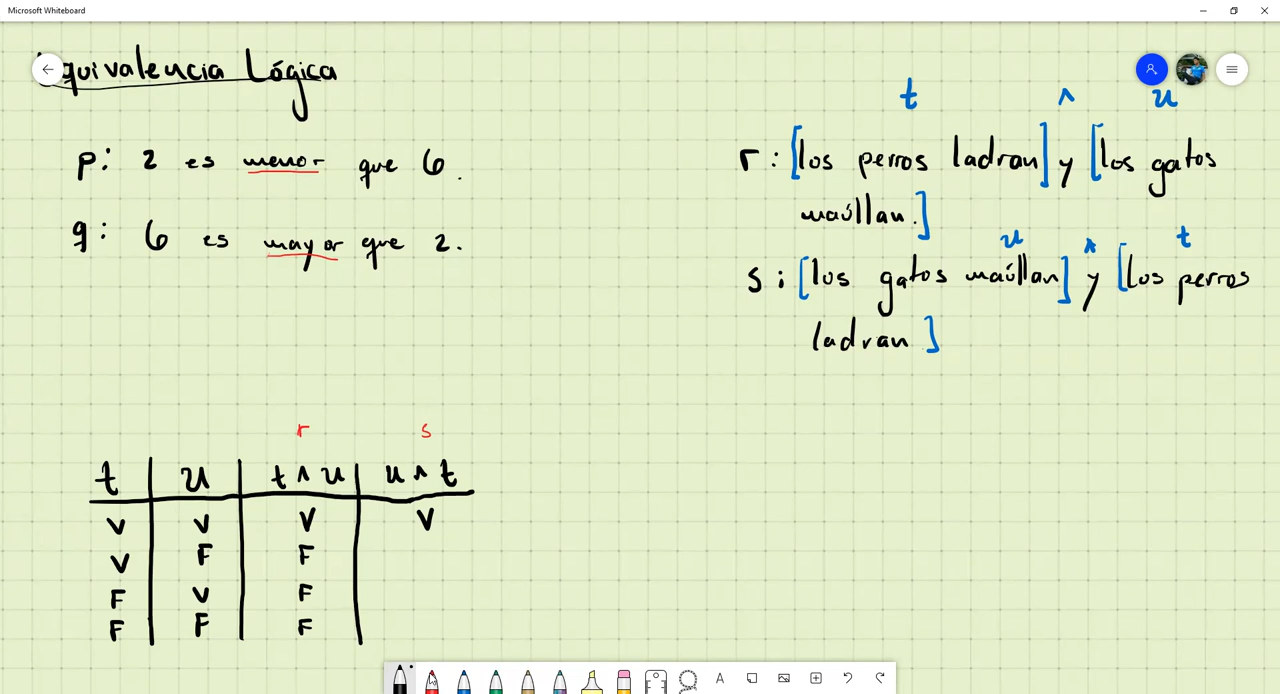 Microsoft Whiteboard
Equivalencia Lógica
p: 2 es menor que 6.
q: 6 es mayor que 2.
t ∧ u
r: [los perros ladran] y [los gatos
maúllan.]
u ∧ t
s: [los gatos maúllan] y [los perros
ladran]
r s
t u t ∧ u u ∧ t
V V V V
V F F
F V F
F F F
A